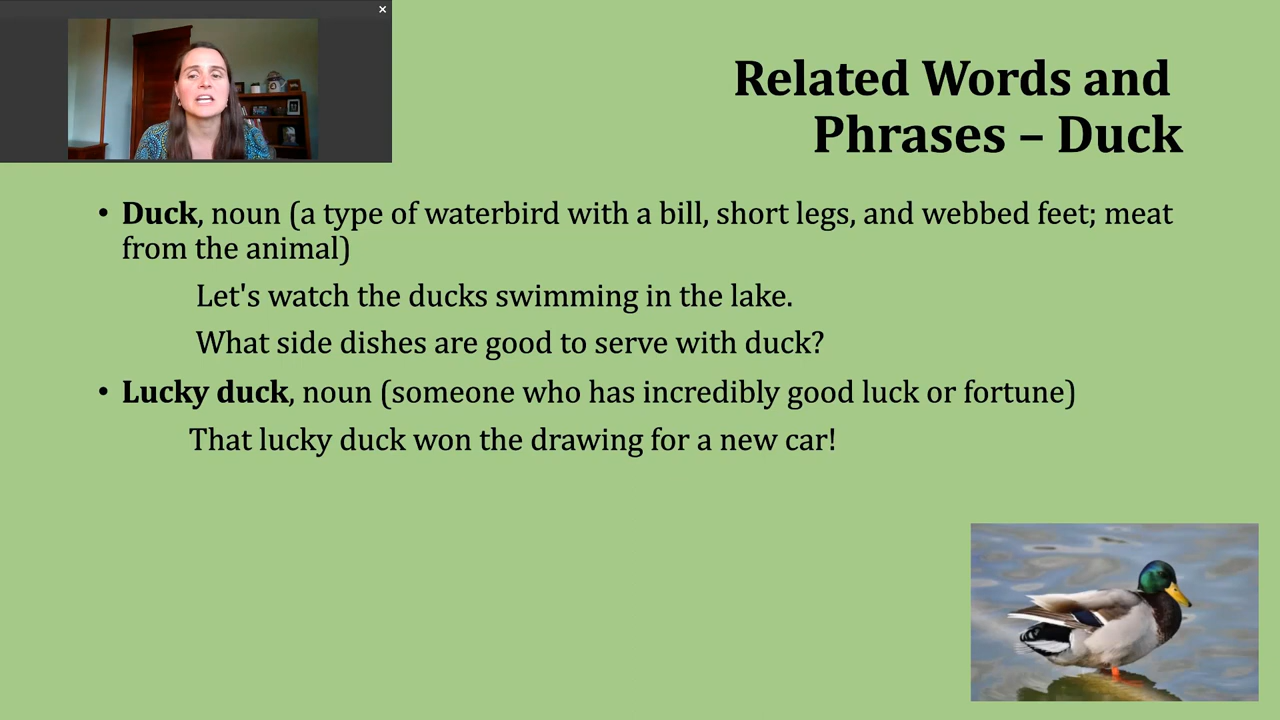 Related Words and
Phrases – Duck
• Duck, noun (a type of waterbird with a bill, short legs, and webbed feet; meat
from the animal)
Let's watch the ducks swimming in the lake.
What side dishes are good to serve with duck?
• Lucky duck, noun (someone who has incredibly good luck or fortune)
That lucky duck won the drawing for a new car!